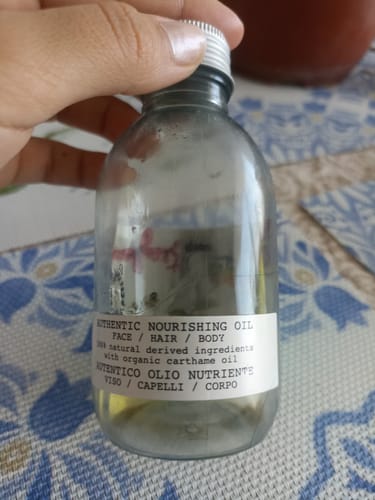 AUTHENTIC NOURISHING OIL
FACE / HAIR / BODY
natural derived ingredients
with organic carthame oil
AUTENTICO OLIO NUTRIENTE
VISO / CAPELLI / CORPO